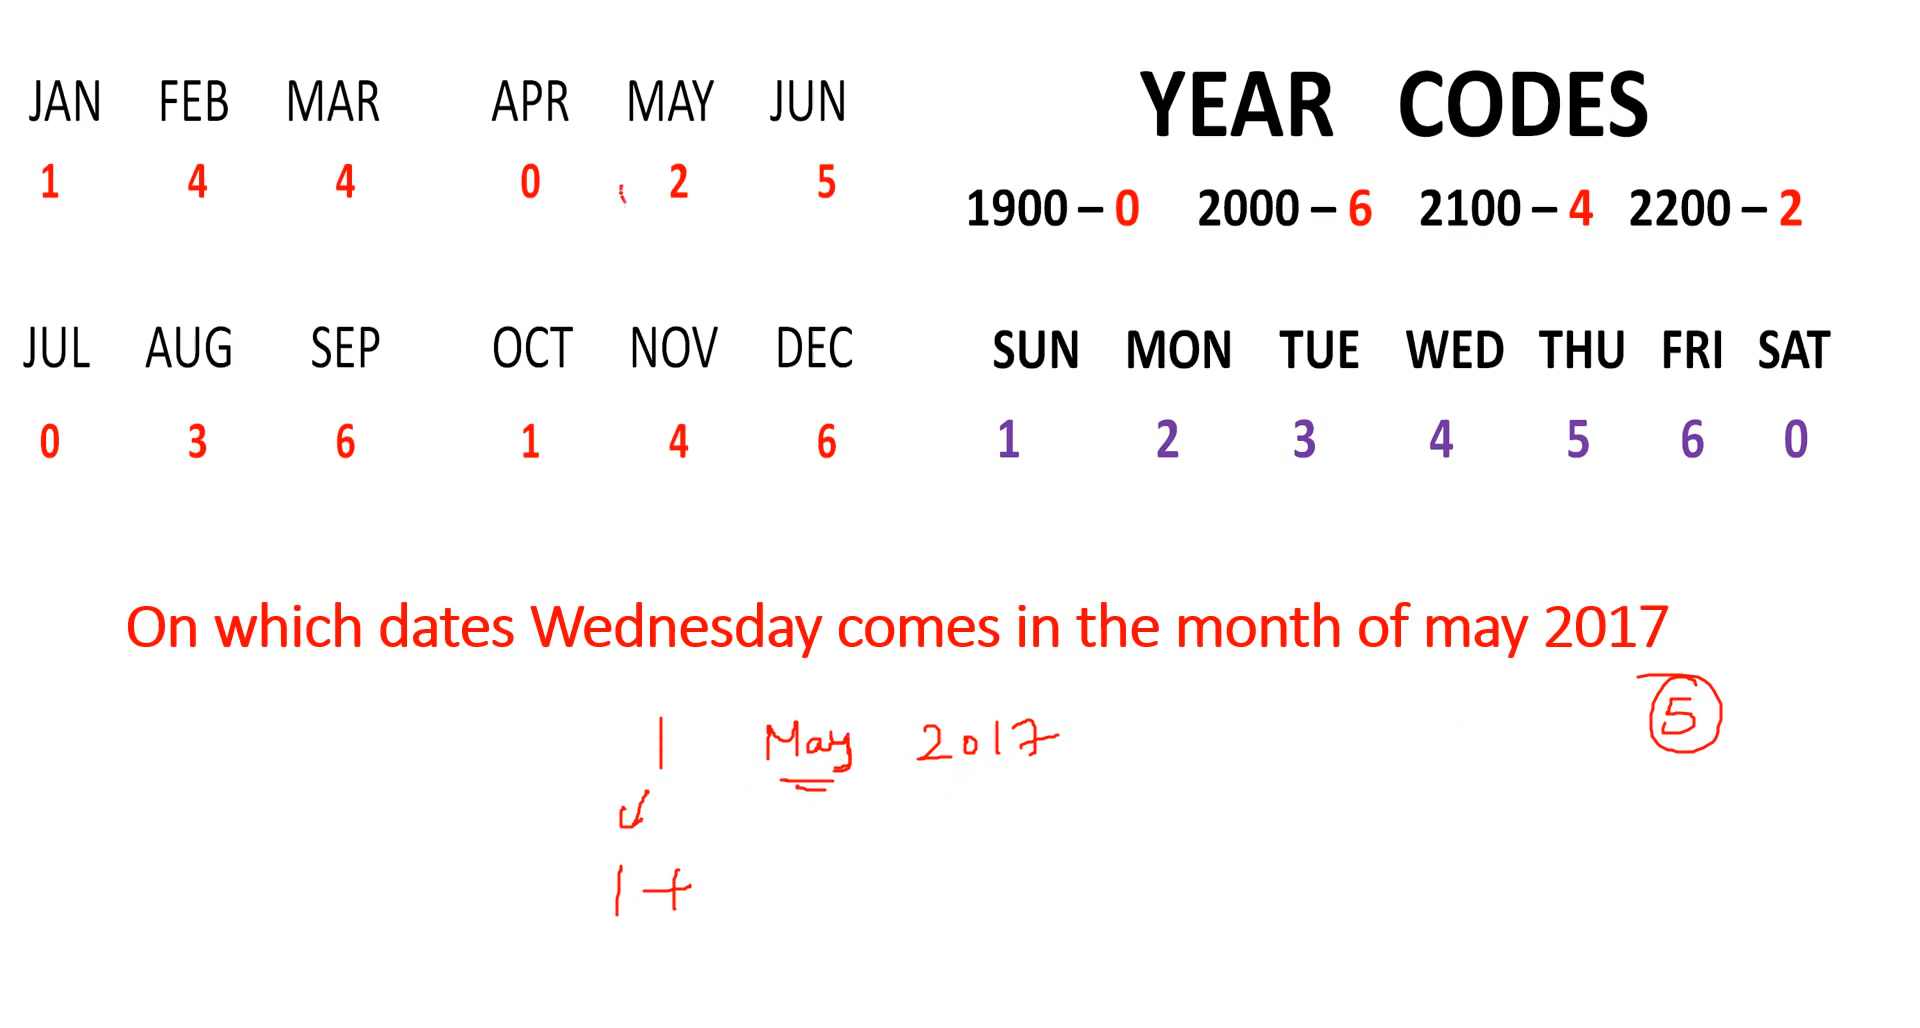 JAN FEB MAR APR MAY JUN
1 4 4 0 2 5
JUL AUG SEP OCT NOV DEC
0 3 6 1 4 6
YEAR CODES
1900 – 0 2000 – 6 2100 – 4 2200 – 2
SUN MON TUE WED THU FRI SAT
1 2 3 4 5 6 0
On which dates Wednesday comes in the month of may 2017
5
1 May 2017
1 +